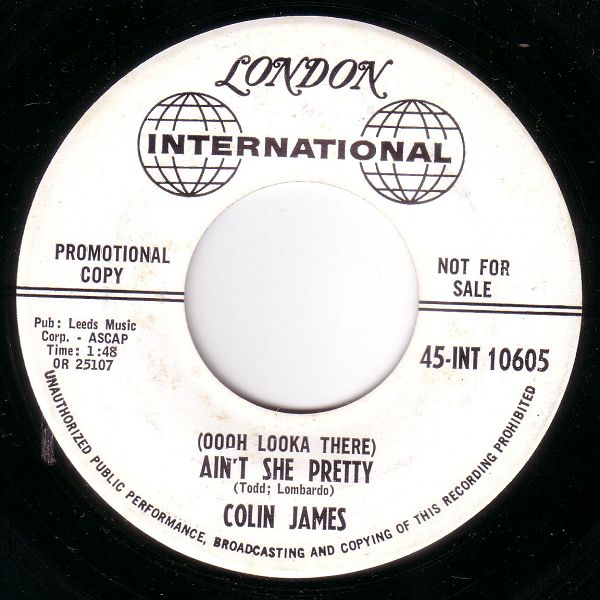 LONDON
INTERNATIONAL
PROMOTIONAL
COPY
NOT FOR
SALE
Pub: Leeds Music
Corp. - ASCAP
Time: 1:48
OR 25107
45-INT 10605
(OOOH LOOKA THERE)
AIN'T SHE PRETTY
(Todd; Lombardo)
COLIN JAMES
UNAUTHORIZED PUBLIC PERFORMANCE, BROADCASTING AND COPYING OF THIS RECORDING PROHIBITED